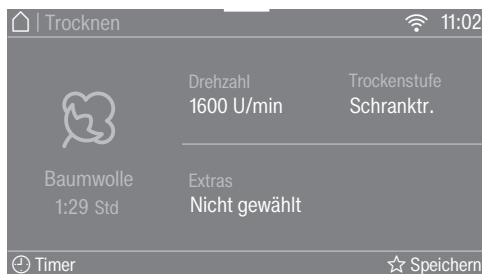 | Trocknen
11:02
Drehzahl
1600 U/min
Trockenstufe
Schranktr.
Baumwolle
1:29 Std
Extras
Nicht gewählt
Timer
Speichern